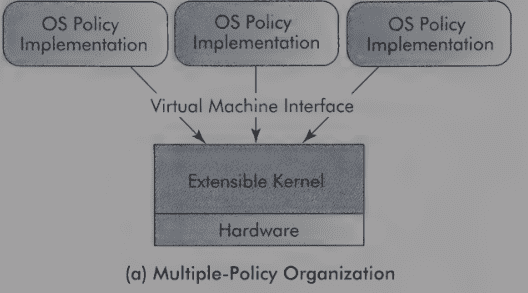 OS Policy
Implementation
OS Policy
Implementation
OS Policy
Implementation
Virtual Machine Interface
Extensible Kernel
Hardware
(a) Multiple-Policy Organization